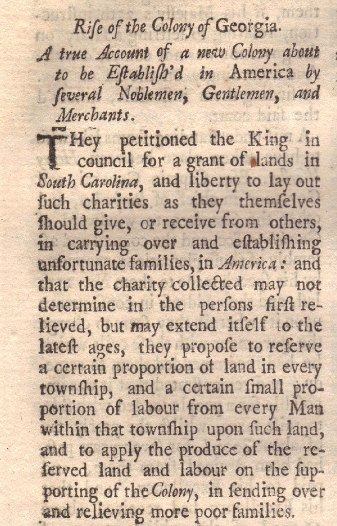 Riſe of the Colony of Georgia.
A true Account of a new Colony about
to be Eſtabliſh'd in America by
ſeveral Noblemen, Gentlemen, and
Merchants.
THey petitioned the King in
council for a grant of lands in
South Carolina, and liberty to lay out
ſuch charities as they themſelves
ſhould give, or receive from others,
in carrying over and eſtabliſhing
unfortunate families, in America: and
that the charity collected may not
determine in the perſons firſt re-
lieved, but may extend itſelf to the
lateſt ages, they propoſe to reſerve
a certain proportion of land in every
townſhip, and a certain ſmall pro-
portion of labour from every Man
within that townſhip upon ſuch land,
and to apply the produce of the re-
ſerved land and labour on the ſup-
porting of the Colony, in ſending over
and relieving more poor families.